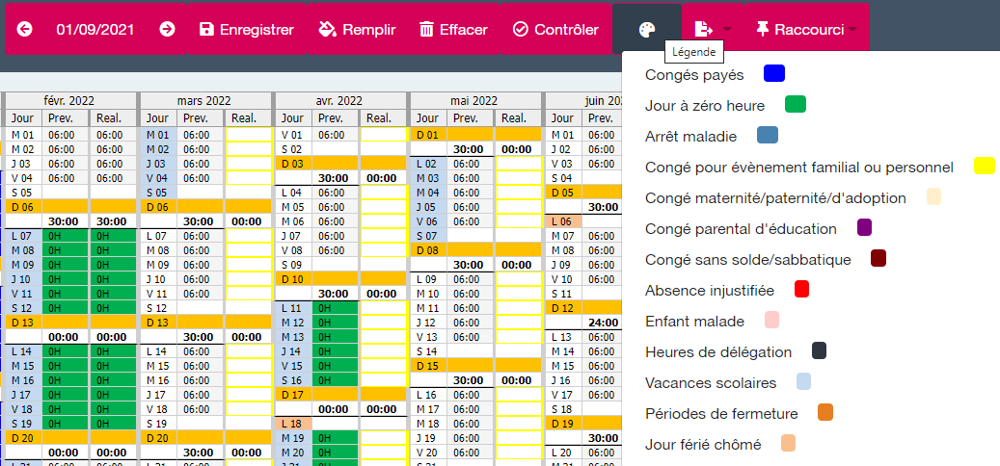 01/09/2021 Enregistrer Remplir Effacer Contrôler Raccourci
Légende
févr. 2022 mars 2022 avr. 2022 mai 2022 juin
Jour Prev. Real. Jour Prev. Real. Jour Prev. Real. Jour Prev. Real. Jour Prev.
M 01 06:00 06:00 M 01 06:00 V 01 06:00 D 01 M 01 06:00
M 02 06:00 06:00 M 02 06:00 S 02 30:00 00:00 J 02 06:00
J 03 06:00 06:00 J 03 06:00 D 03 L 02 06:00 V 03 06:00
V 04 06:00 06:00 V 04 06:00 30:00 00:00 M 03 06:00 S 04
S 05 S 05 L 04 06:00 M 04 06:00 D 05
D 06 D 06 M 05 06:00 J 05 06:00 30:00
30:00 30:00 30:00 00:00 M 06 06:00 V 06 06:00 L 06
L 07 0H 0H L 07 06:00 J 07 06:00 S 07 M 07 06:00
M 08 0H 0H M 08 06:00 V 08 06:00 D 08 M 08 06:00
M 09 0H 0H M 09 06:00 S 09 30:00 00:00 J 09 06:00
J 10 0H 0H J 10 06:00 D 10 L 09 06:00 V 10 06:00
V 11 0H 0H V 11 06:00 30:00 00:00 M 10 06:00 S 11
S 12 0H 0H S 12 L 11 0H M 11 06:00 D 12
D 13 D 13 M 12 0H J 12 06:00 24:00
00:00 00:00 30:00 00:00 M 13 0H V 13 06:00 L 13 06:00
L 14 0H 0H L 14 06:00 J 14 0H S 14 M 14 06:00
M 15 0H 0H M 15 06:00 V 15 0H D 15 M 15 06:00
M 16 0H 0H M 16 06:00 S 16 0H 30:00 00:00 J 16 06:00
J 17 0H 0H J 17 06:00 D 17 L 16 06:00 V 17 06:00
V 18 0H 0H V 18 06:00 00:00 00:00 M 17 06:00 S 18
S 19 0H 0H S 19 L 18 M 18 06:00 D 19
D 20 D 20 M 19 0H J 19 06:00 30:00
00:00 00:00 30:00 00:00 M 20 0H V 20 06:00 L 20 06:00
Congés payés
Jour à zéro heure
Arrêt maladie
Congé pour évènement familial ou personnel
Congé maternité/paternité/d'adoption
Congé parental d'éducation
Congé sans solde/sabbatique
Absence injustifiée
Enfant malade
Heures de délégation
Vacances scolaires
Périodes de fermeture
Jour férié chômé